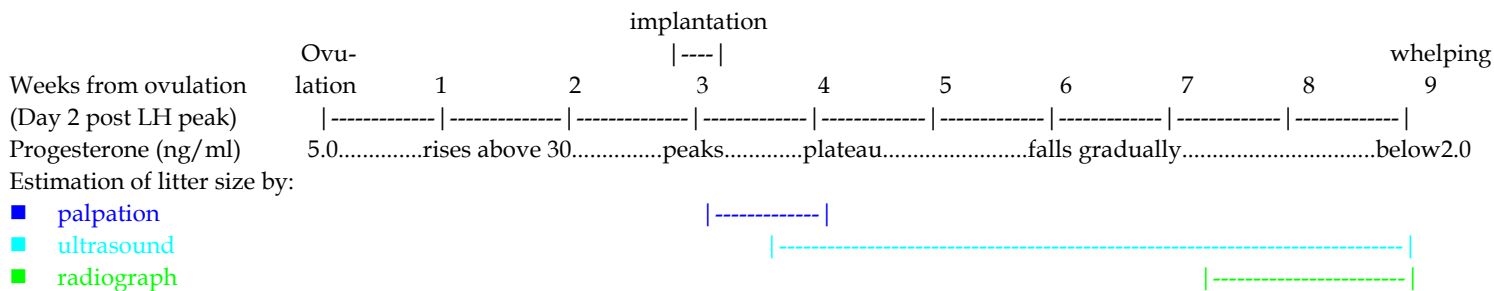 implantation
Ovu- |----| whelping
Weeks from ovulation lation 1 2 3 4 5 6 7 8 9
(Day 2 post LH peak) |-------------|-------------|-------------|-------------|-------------|-------------|-------------|-------------|-------------|
Progesterone (ng/ml) 5.0..............rises above 30...............peaks..............plateau........................falls gradually................................below2.0
Estimation of litter size by:
■ palpation |-------------|
■ ultrasound |------------------------------------------------------------------------------|
■ radiograph |------------------------|